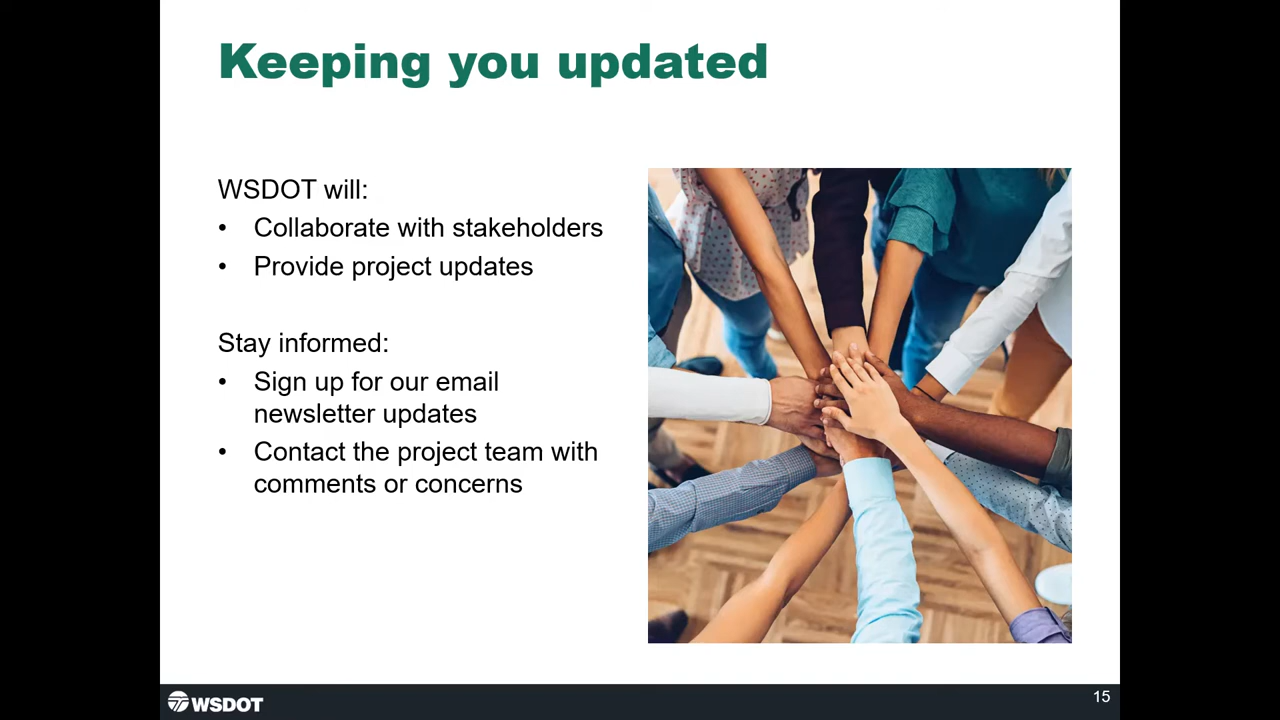 Keeping you updated
WSDOT will:
• Collaborate with stakeholders
• Provide project updates
Stay informed:
• Sign up for our email
newsletter updates
• Contact the project team with
comments or concerns
WSDOT
15